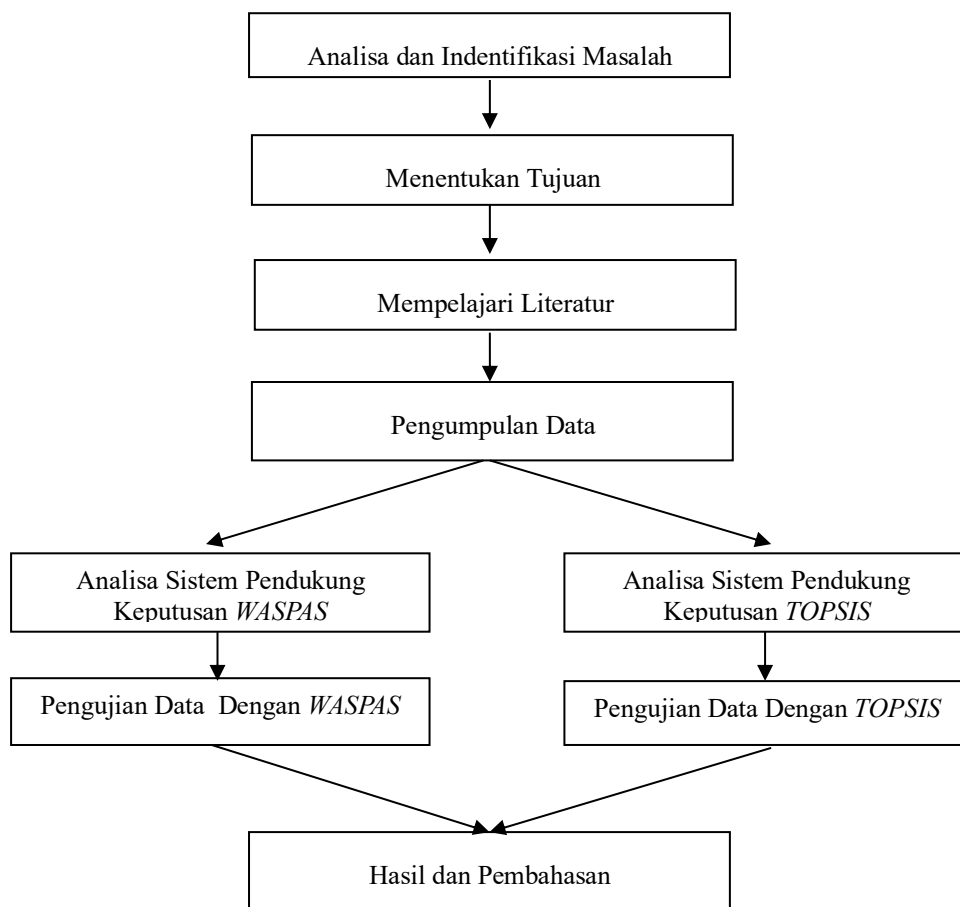 Analisa dan Indentifikasi Masalah
Menentukan Tujuan
Mempelajari Literatur
Pengumpulan Data
Analisa Sistem Pendukung
Keputusan WASPAS
Analisa Sistem Pendukung
Keputusan TOPSIS
Pengujian Data Dengan WASPAS
Pengujian Data Dengan TOPSIS
Hasil dan Pembahasan